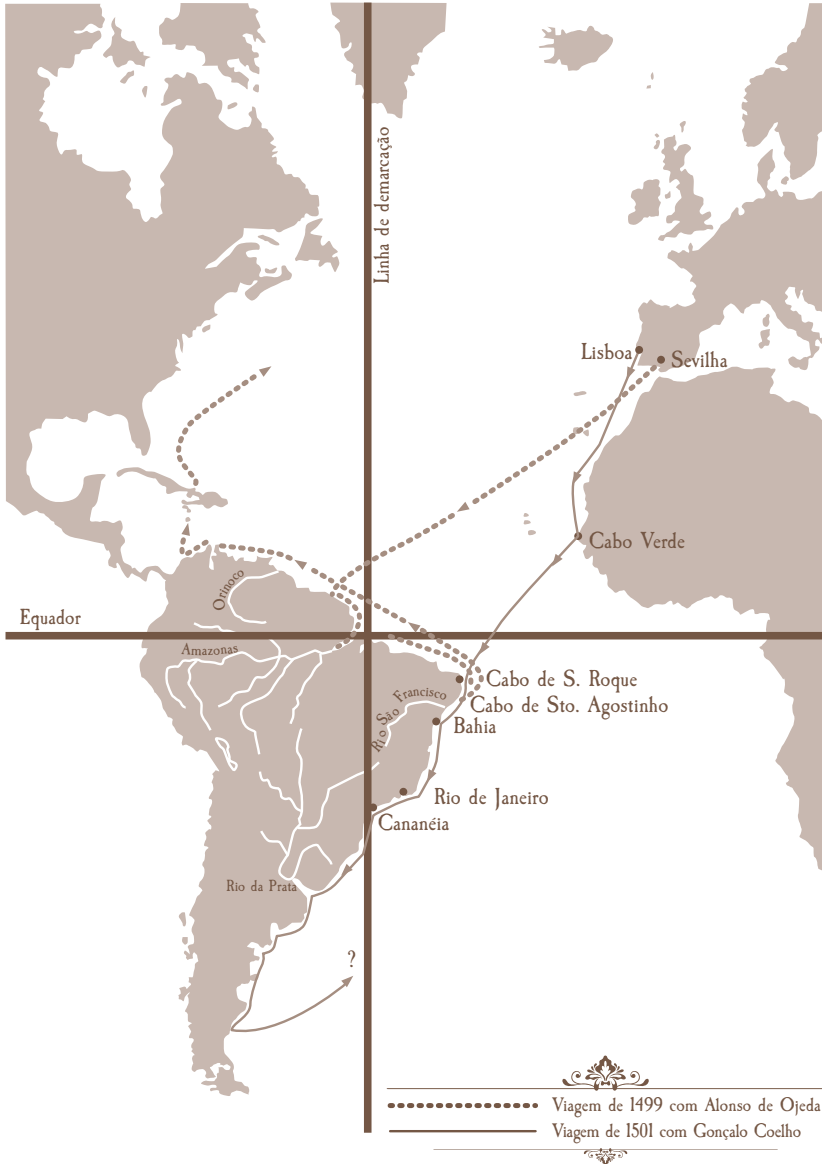 Linha de demarcação
Lisboa
Sevilha
Cabo Verde
Orinoco
Equador
Amazonas
Cabo de S. Roque
Rio São Francisco
Cabo de Sto. Agostinho
Bahia
Rio de Janeiro
Cananéia
Rio da Prata
?
Viagem de 1499 com Alonso de Ojeda
Viagem de 1501 com Gonçalo Coelho